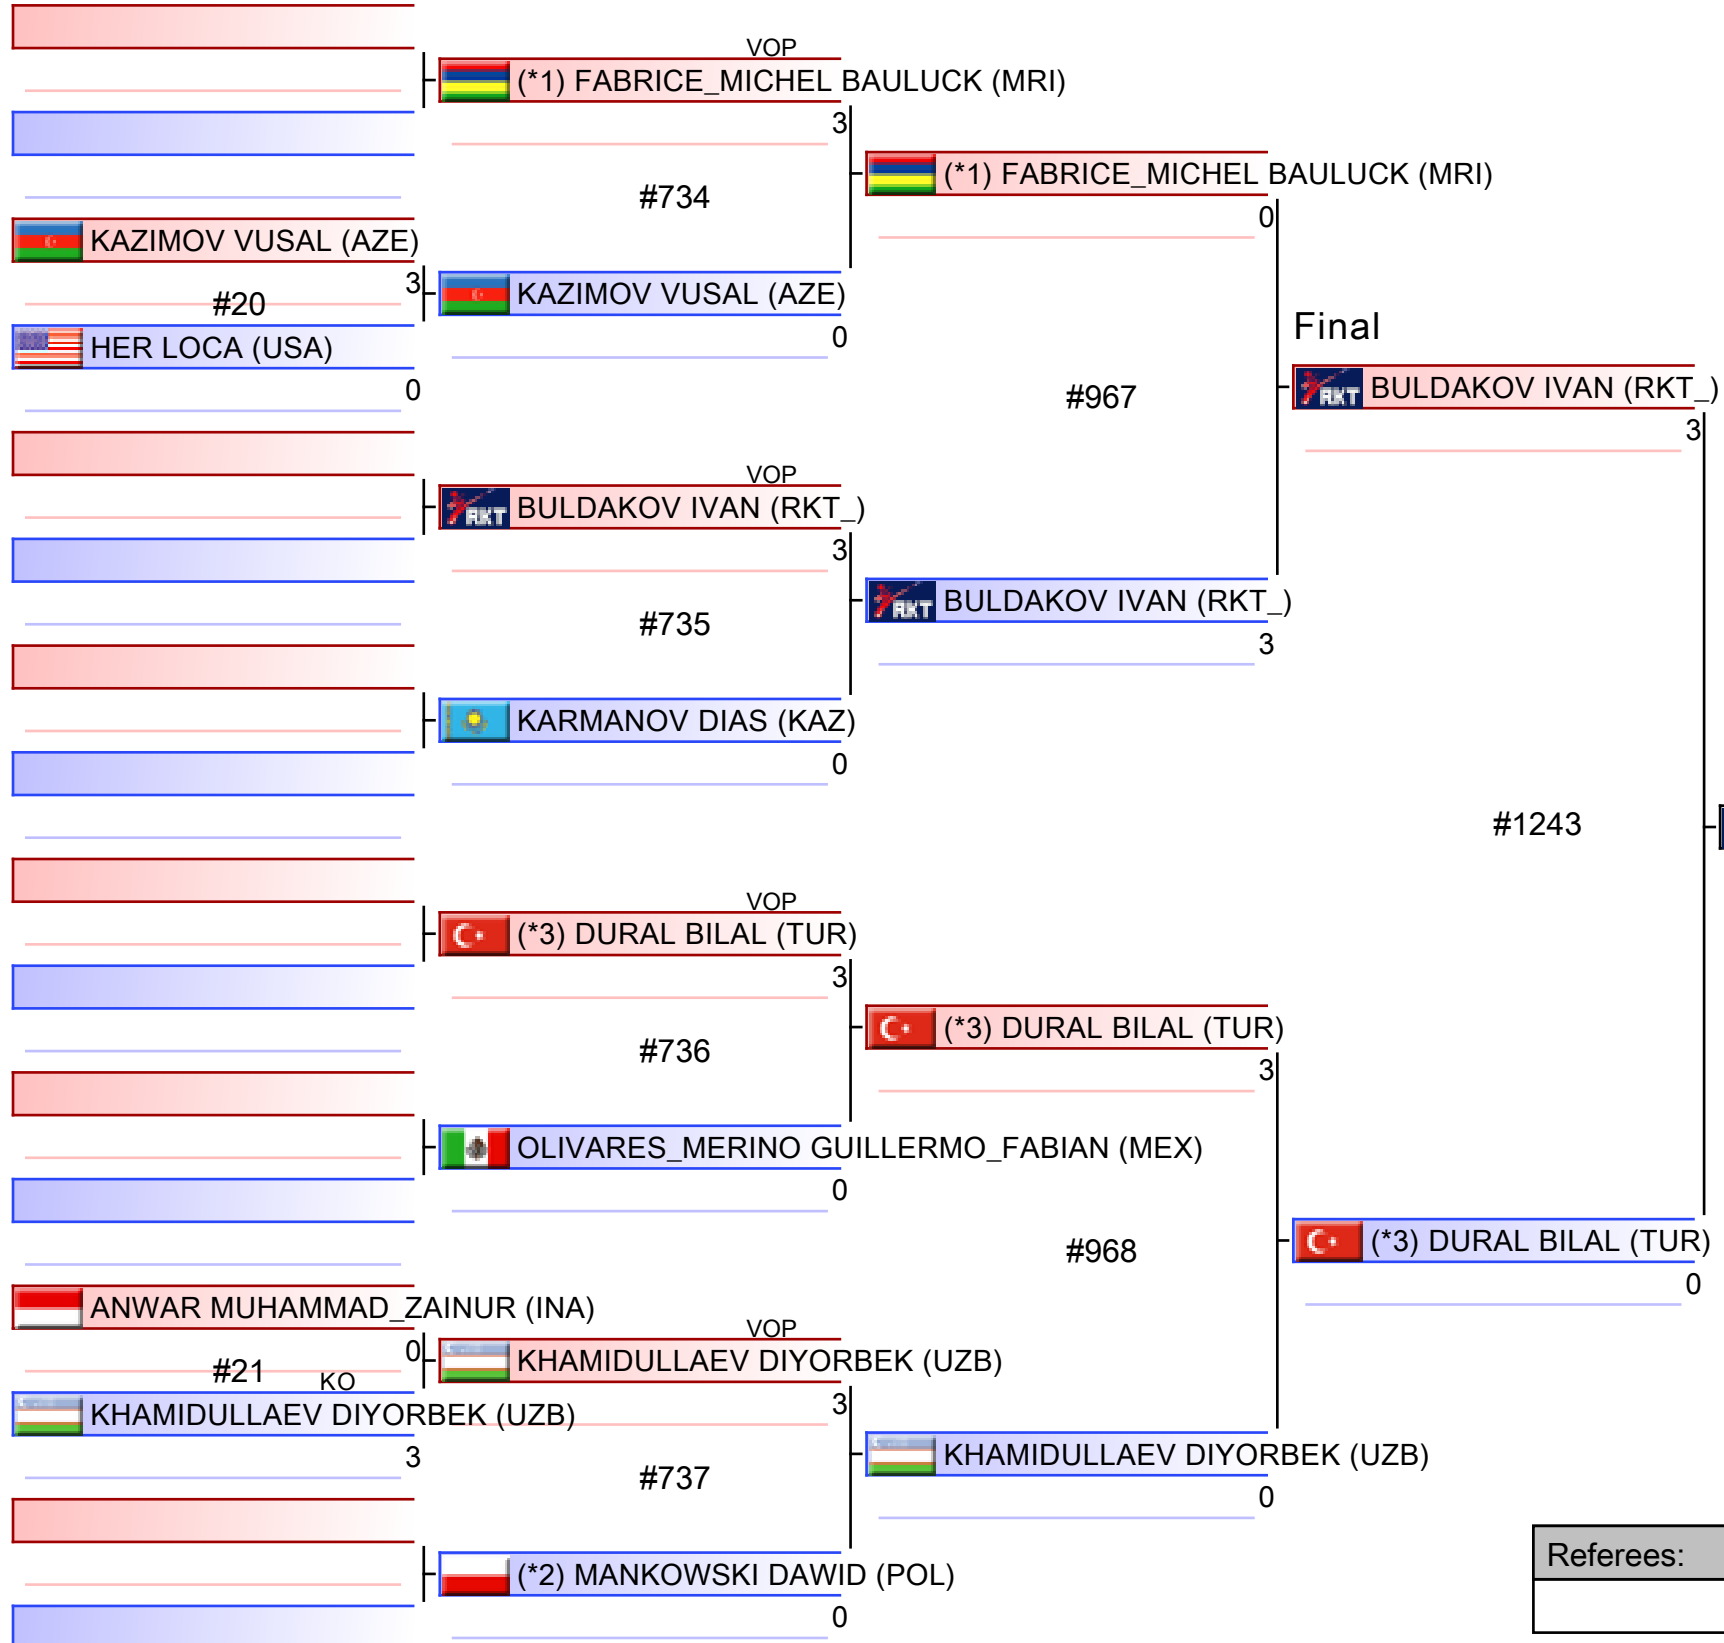 VOP
(*1) FABRICE_MICHEL BAULUCK (MRI)
3
(*1) FABRICE_MICHEL BAULUCK (MRI)
#734
0
KAZIMOV VUSAL (AZE)
3
KAZIMOV VUSAL (AZE)
#20
Final
0
HER LOCA (USA)
0
RKT BULDAKOV IVAN (RKT_)
#967
3
VOP
RKT BULDAKOV IVAN (RKT_)
3
RKT BULDAKOV IVAN (RKT_)
#735
3
KARMANOV DIAS (KAZ)
0
#1243
VOP
(*3) DURAL BILAL (TUR)
3
(*3) DURAL BILAL (TUR)
#736
3
OLIVARES_MERINO GUILLERMO_FABIAN (MEX)
0
#968
(*3) DURAL BILAL (TUR)
0
ANWAR MUHAMMAD_ZAINUR (INA)
VOP
0
KHAMIDULLAEV DIYORBEK (UZB)
#21
KO
3
KHAMIDULLAEV DIYORBEK (UZB)
3
KHAMIDULLAEV DIYORBEK (UZB)
#737
0
Referees:
(*2) MANKOWSKI DAWID (POL)
0